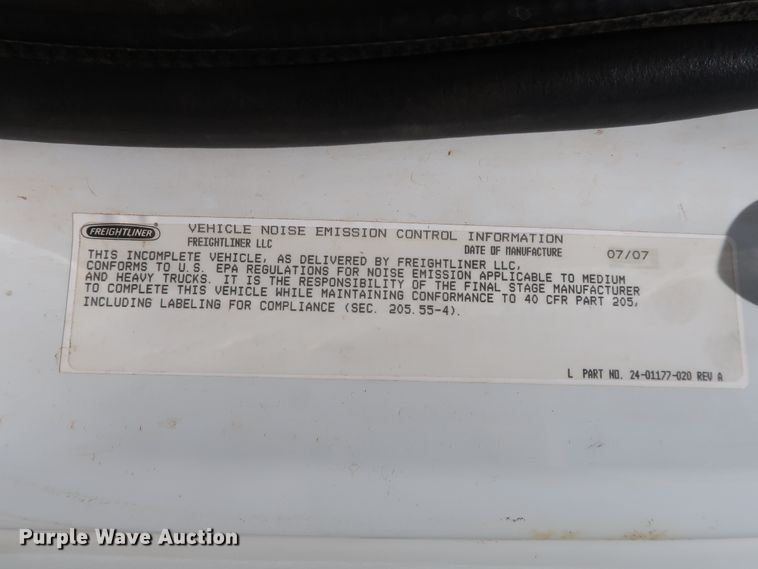 FREIGHTLINER
VEHICLE NOISE EMISSION CONTROL INFORMATION
FREIGHTLINER LLC DATE OF MANUFACTURE 07/07
THIS INCOMPLETE VEHICLE, AS DELIVERED BY FREIGHTLINER LLC,
CONFORMS TO U.S. EPA REGULATIONS FOR NOISE EMISSION APPLICABLE TO MEDIUM
AND HEAVY TRUCKS. IT IS THE RESPONSIBILITY OF THE FINAL STAGE MANUFACTURER
TO COMPLETE THIS VEHICLE WHILE MAINTAINING CONFORMANCE TO 40 CFR PART 205,
INCLUDING LABELING FOR COMPLIANCE (SEC. 205.55-4).
L PART NO. 24-01177-020 REV A
Purple Wave Auction